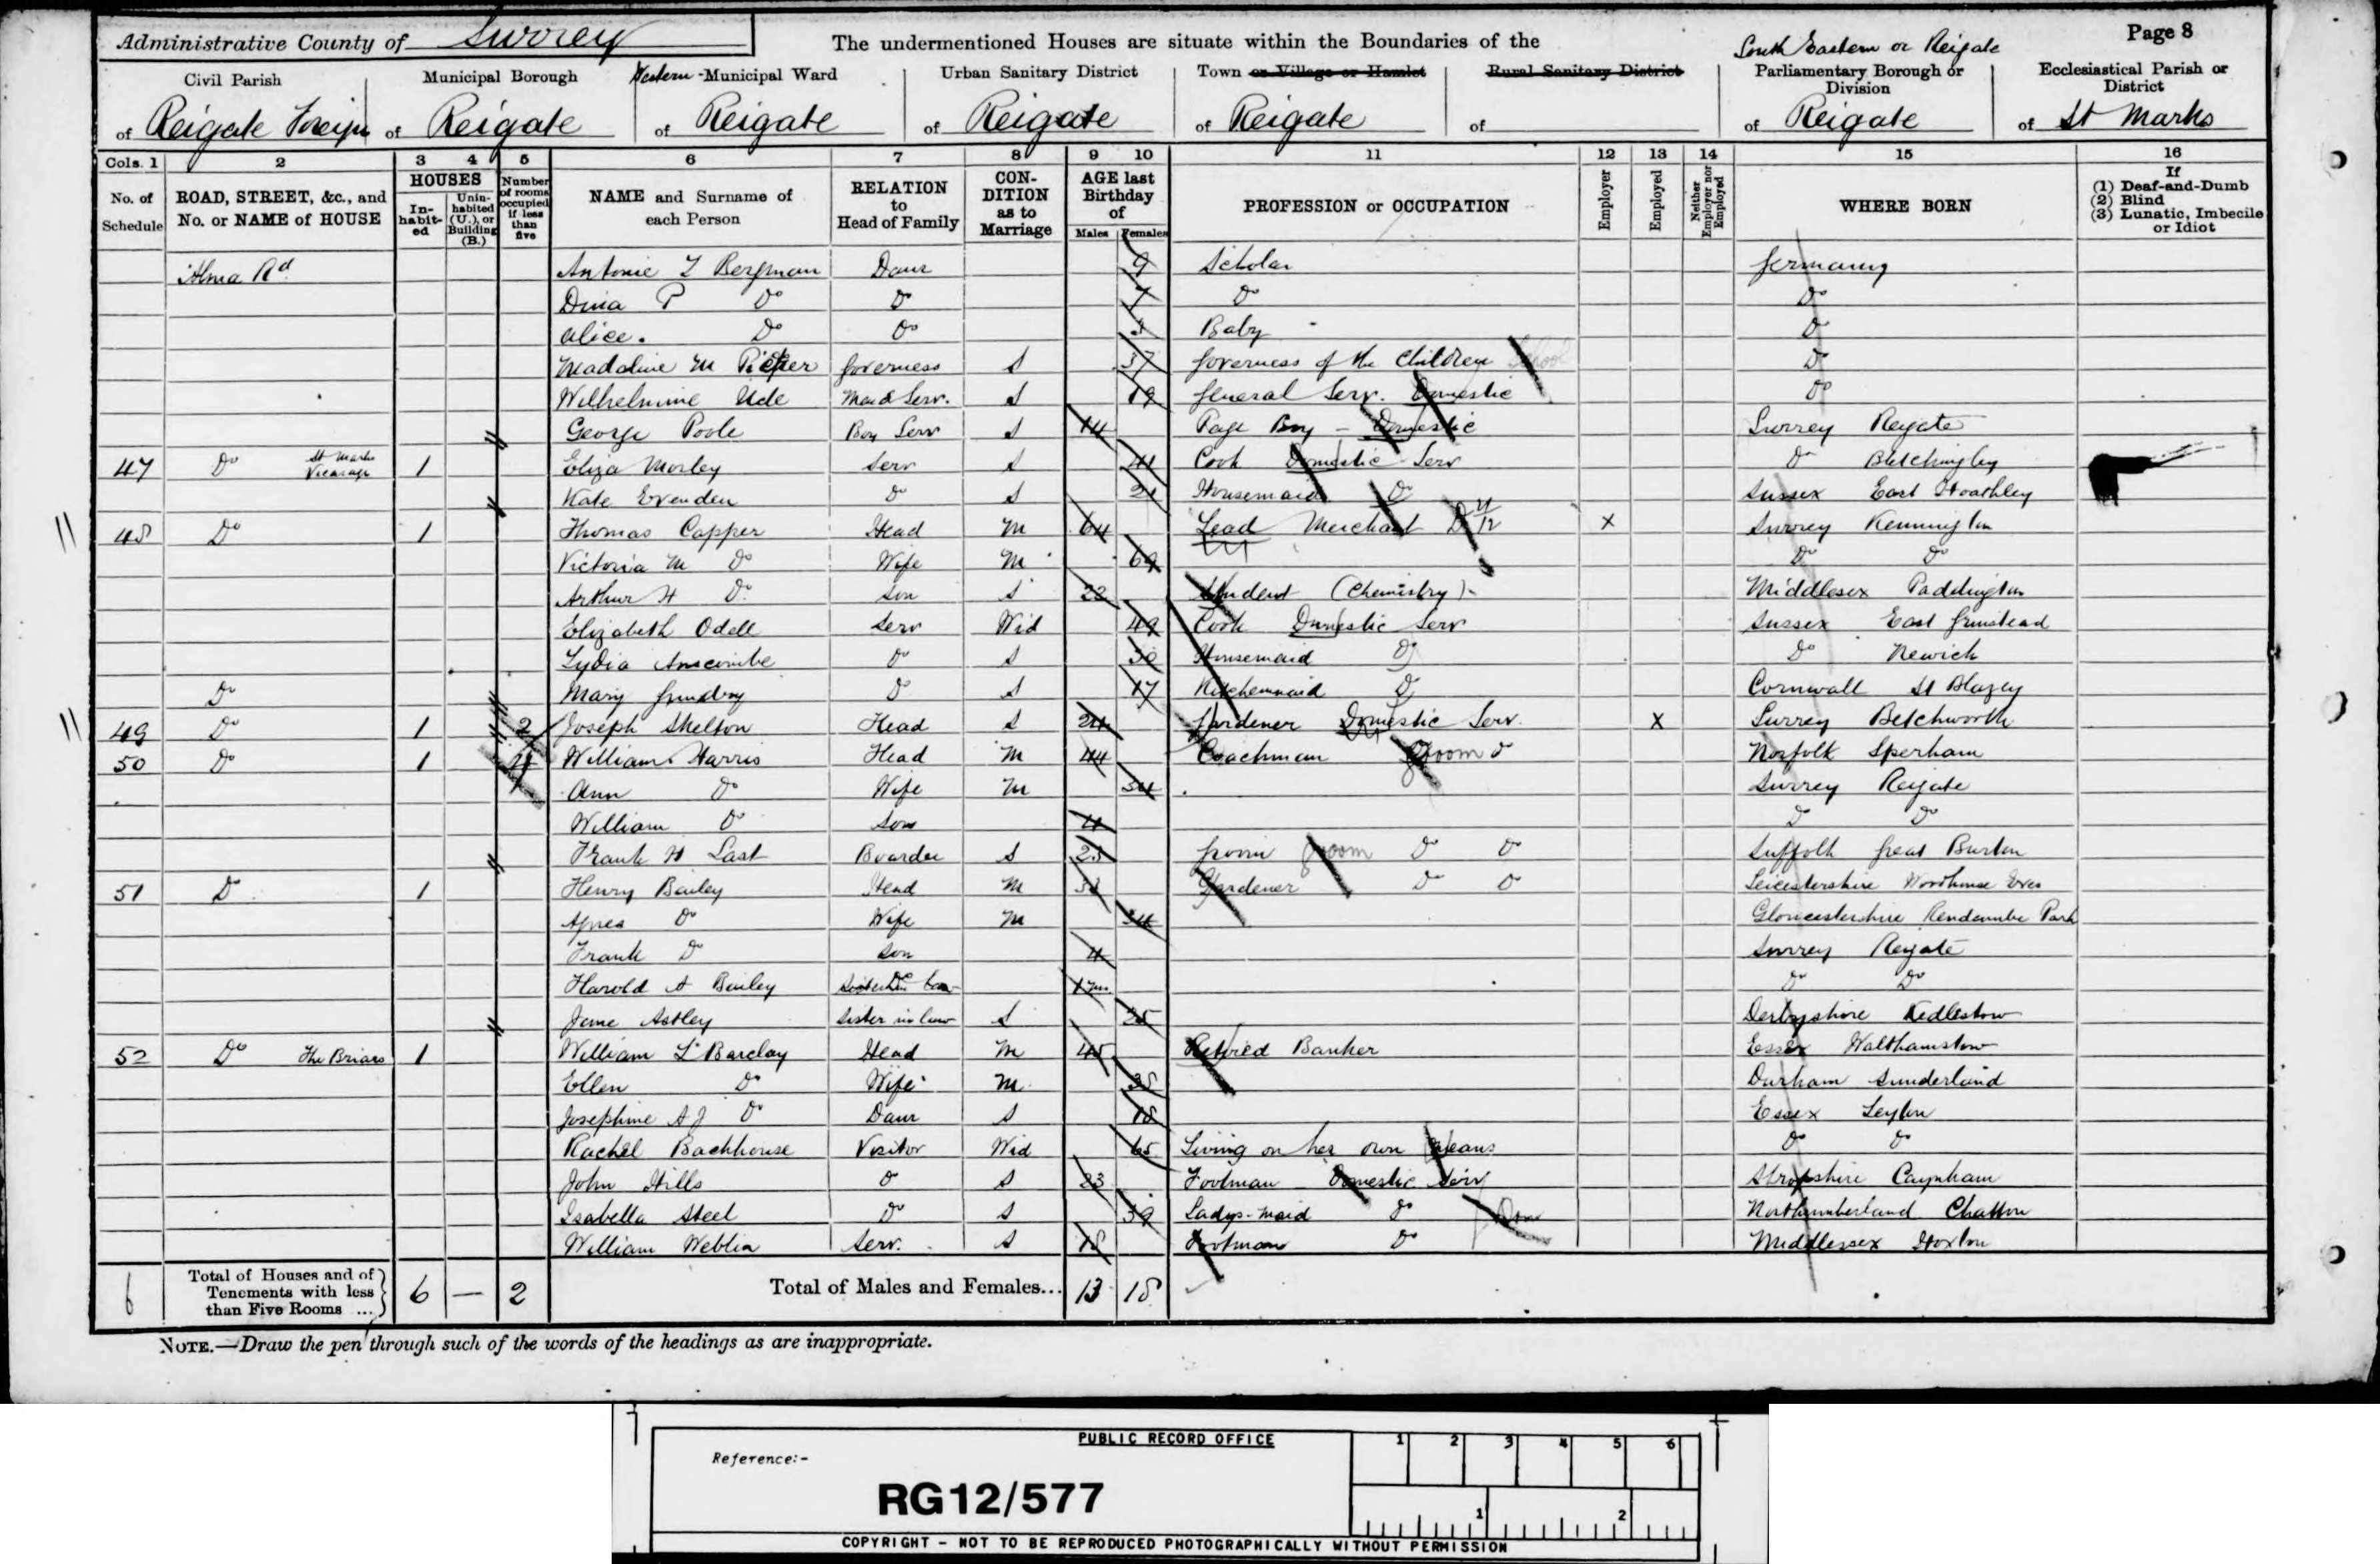 Administrative County of Surrey
The undermentioned Houses are situate within the Boundaries of the
Page 8
Civil Parish of Reigate Foreign
Municipal Borough of Reigate
Western Municipal Ward of Reigate
Urban Sanitary District of Reigate
Town or Village or Hamlet of Reigate
Rural Sanitary District of
South Eastern or Reigate Parliamentary Borough or Division of Reigate
Ecclesiastical Parish or District of St Marks
Cols. 1 2 3 4 5 6 7 8 9 10 11 12 13 14 15 16
No. of Schedule
ROAD, STREET, &c., and No. or NAME of HOUSE
HOUSES
Inhabited
Uninhabited (U.), or Building (B.)
Number of rooms occupied if less than five
NAME and Surname of each Person
RELATION to Head of Family
CONDITION as to Marriage
AGE last Birthday of
Males Females
PROFESSION or OCCUPATION
Employer
Employed
Neither Employer nor Employed
WHERE BORN
If (1) Deaf-and-Dumb (2) Blind (3) Lunatic, Imbecile or Idiot
Alma Rd Antonie L Bergman Daur 9 Scholar Germany
Dina P Do Do 7 Do Do
Alice Do Do 3 Baby Do
Madaline M Governess S 37 Governess of the Children School Do
Wilhelmine Ude Maid Serv. S 19 General Serv. Domestic Do
George Poole Boy Serv S 14 Page Boy - Domestic Surrey Reigate
47 Do St Marks Vicarage 1 Eliza Morley Serv S 41 Cook Domestic Serv Do Bletchingley
Kate Evenden Do S 21 Housemaid Do Sussex East Hoathley
48 Do 1 Thomas Capper Head M 64 Lead Merchant X Surrey Kennington
Victoria M Do Wife M 69 Do Do
Arthur H Do Son S 22 Student (Chemistry) Middlesex Paddington
Elizabeth Odell Serv Wid 49 Cook Domestic Serv Sussex East Grinstead
Lydia Anscombe Do S 30 Housemaid Do Do Newick
Do Mary Grundry Do S 17 Kitchenmaid Do Cornwall St Blazey
49 Do 1 2 Joseph Skelton Head S 24 Gardener Domestic Serv. X Surrey Betchworth
50 Do 1 4 William Harris Head M 44 Coachman Groom Do Norfolk Sperham
Ann Do Wife M 34 Surrey Reigate
William Do Son 4 Do Do
Frank H Last Boarder S 23 Groom Groom Do Do Suffolk Great Burton
51 Do 1 Henry Bailey Head M 33 Gardener Do Do Leicestershire Woodhouse Eves
Agnes Do Wife M 34 Gloucestershire Rendcombe Park
Frank Do Son 4 Surrey Reigate
Harold A Bailey Do Do Do
Jane Astley Sister in law S 25 Derbyshire Kedleston
52 Do The Briars 1 William L Barclay Head M 45 Retired Banker Essex Walthamstow
Ellen Do Wife M 38 Durham Sunderland
Josephine A J Do Daur S 18 Essex Leyton
Rachel Backhouse Visitor Wid 65 Living on her own Means Do Do
John Hills Do S 23 Footman Domestic Serv Shropshire Caynham
Isabella Steel Do S 39 Ladys-Maid Do Dom Northumberland Chatton
William Weblin Serv. S 18 Footman Do Middlessex Hoxton
6 Total of Houses and of Tenements with less than Five Rooms ... 6 — 2 Total of Males and Females... 13 18
NOTE.—Draw the pen through such of the words of the headings as are inappropriate.
PUBLIC RECORD OFFICE
1 2 3 4 5 6
Reference:-
RG12/577
1 2
COPYRIGHT - NOT TO BE REPRODUCED PHOTOGRAPHICALLY WITHOUT PERMISSION